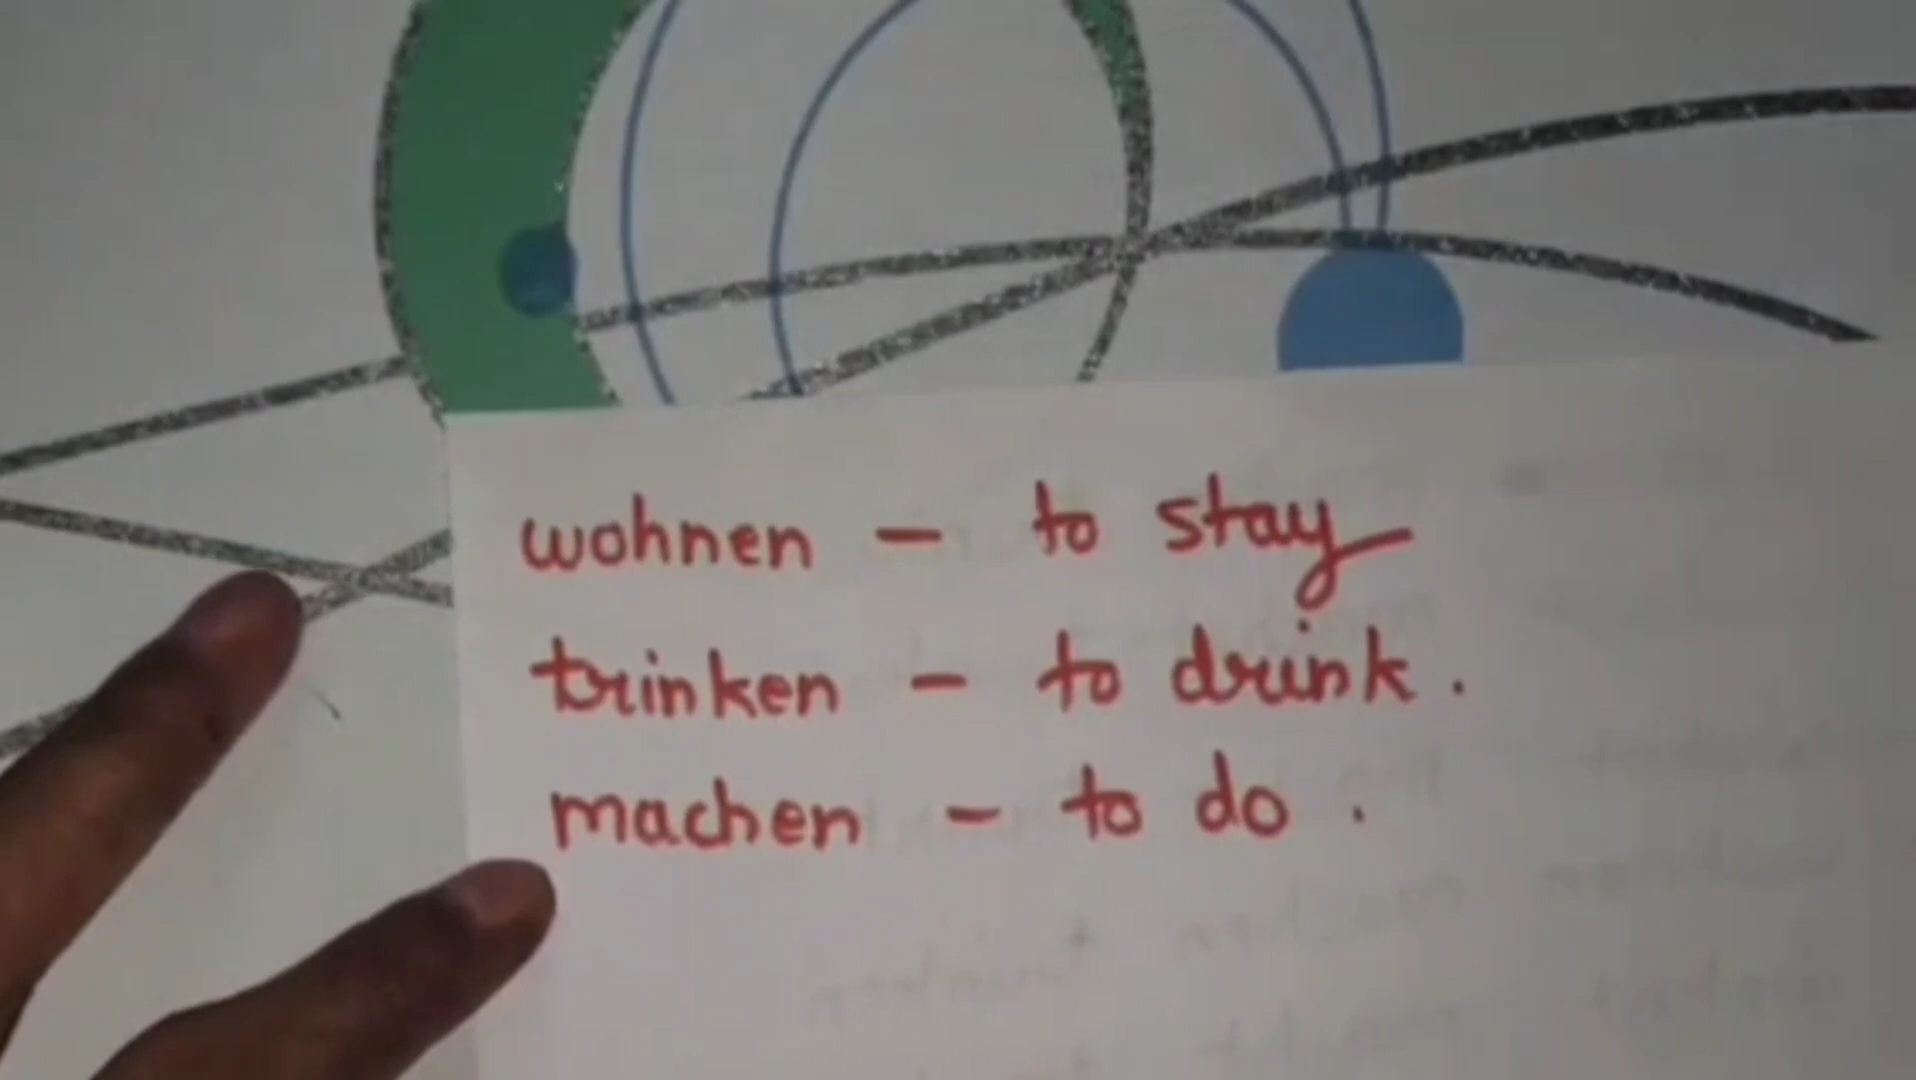 wohnen – to stay
trinken – to drink.
machen – to do.